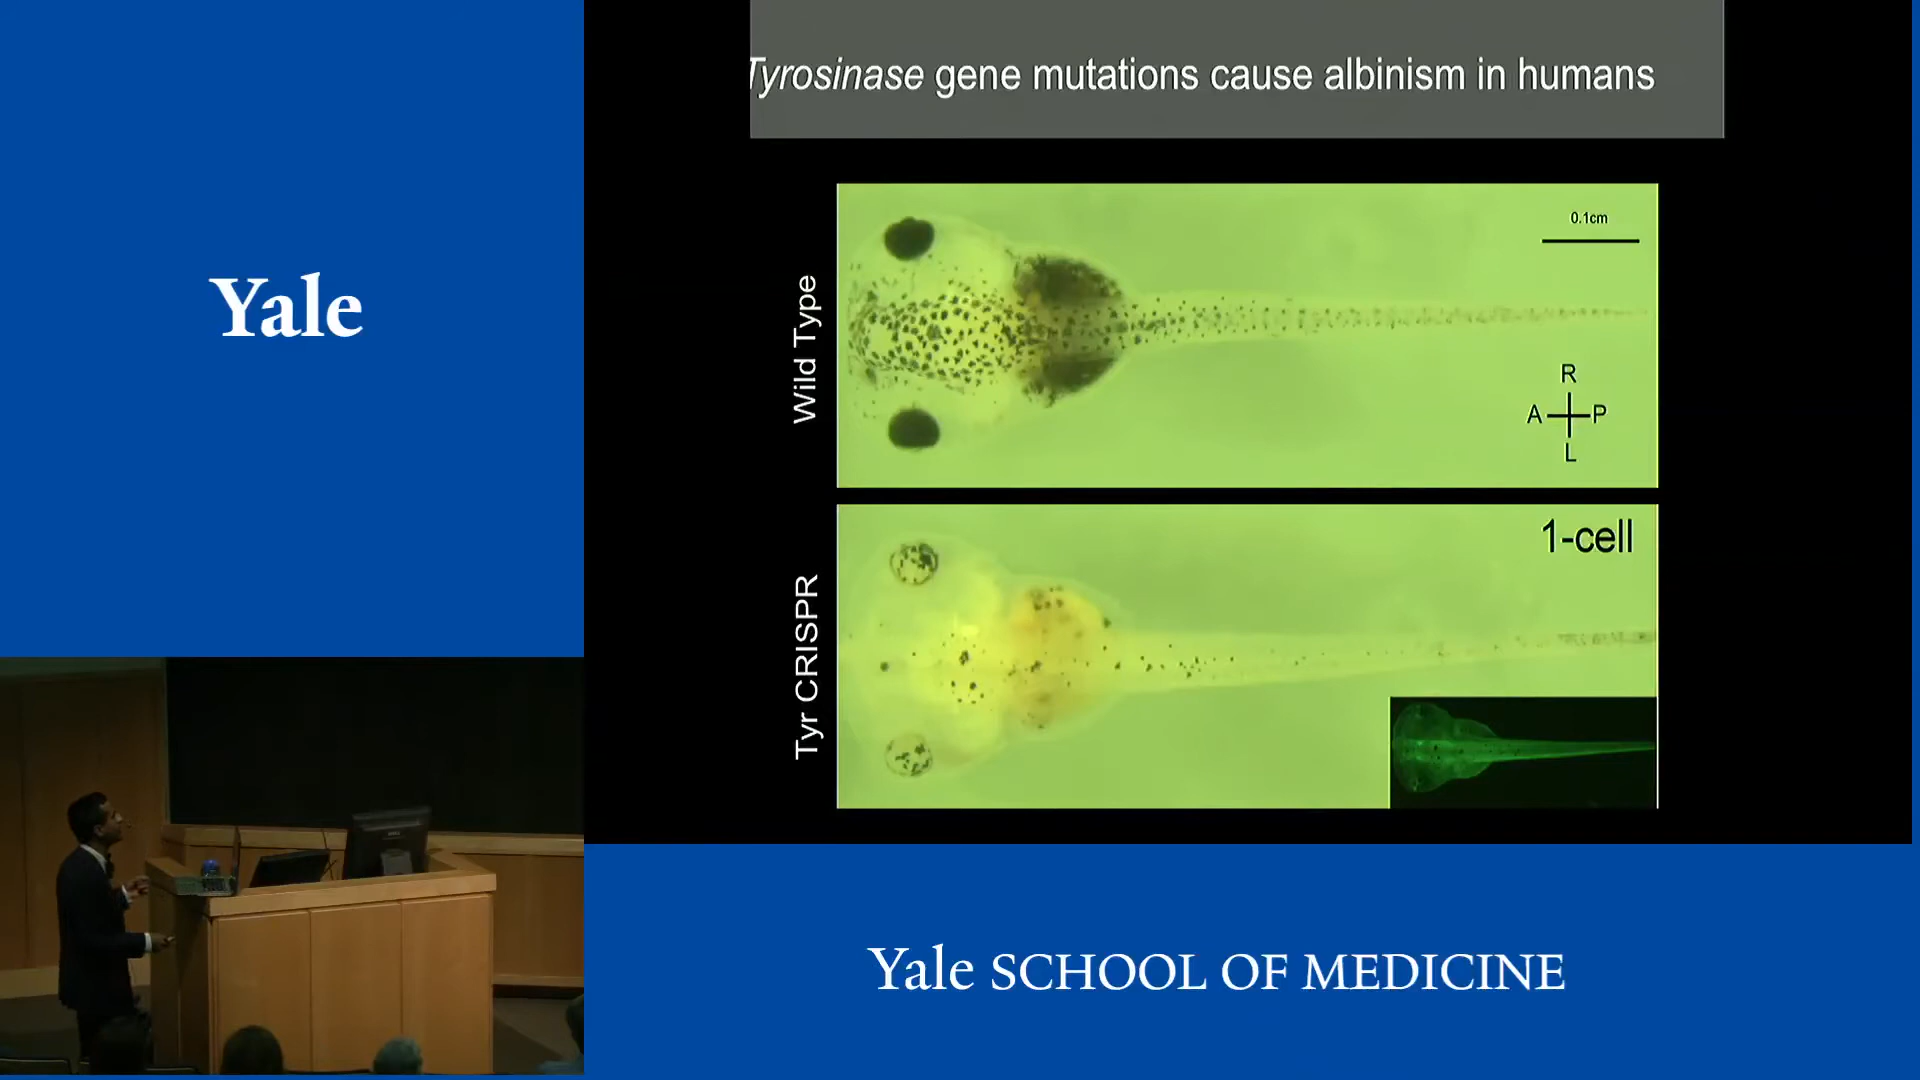 Yale
Tyrosinase gene mutations cause albinism in humans
Wild Type
0.1cm
R
A
P
L
Tyr CRISPR
1-cell
Yale SCHOOL OF MEDICINE